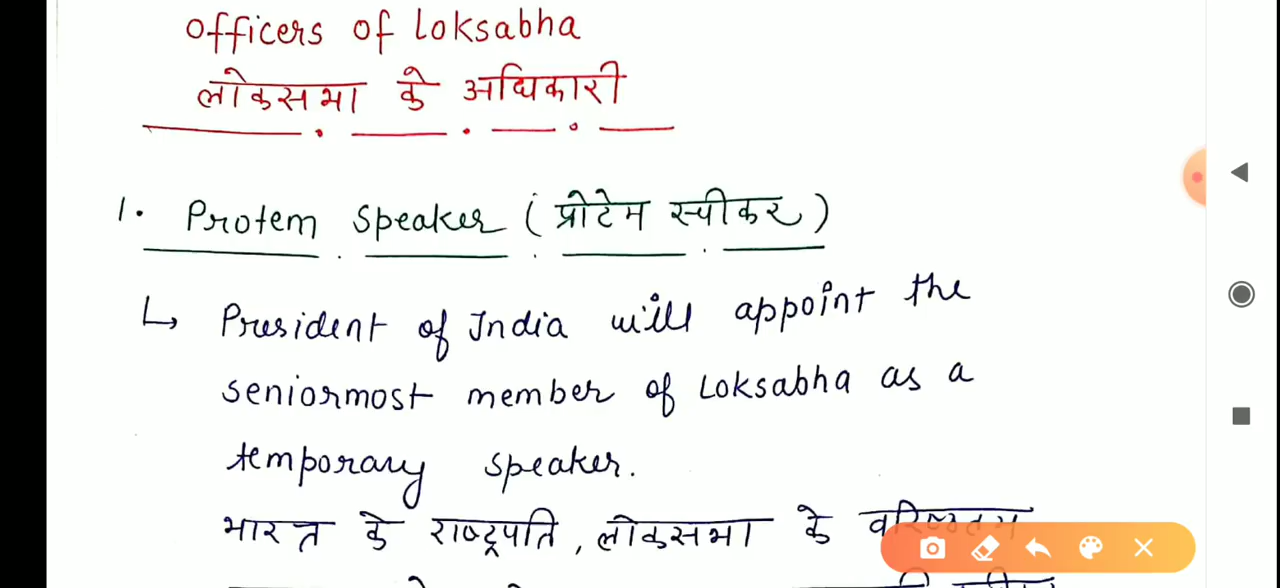 Officers of Loksabha
लोकसभा के अधिकारी
1. Protem Speaker (प्रोटेम स्पीकर)
↳ President of India will appoint the
seniormost member of Loksabha as a
temporary speaker.
भारत के राष्ट्रपति, लोकसभा के